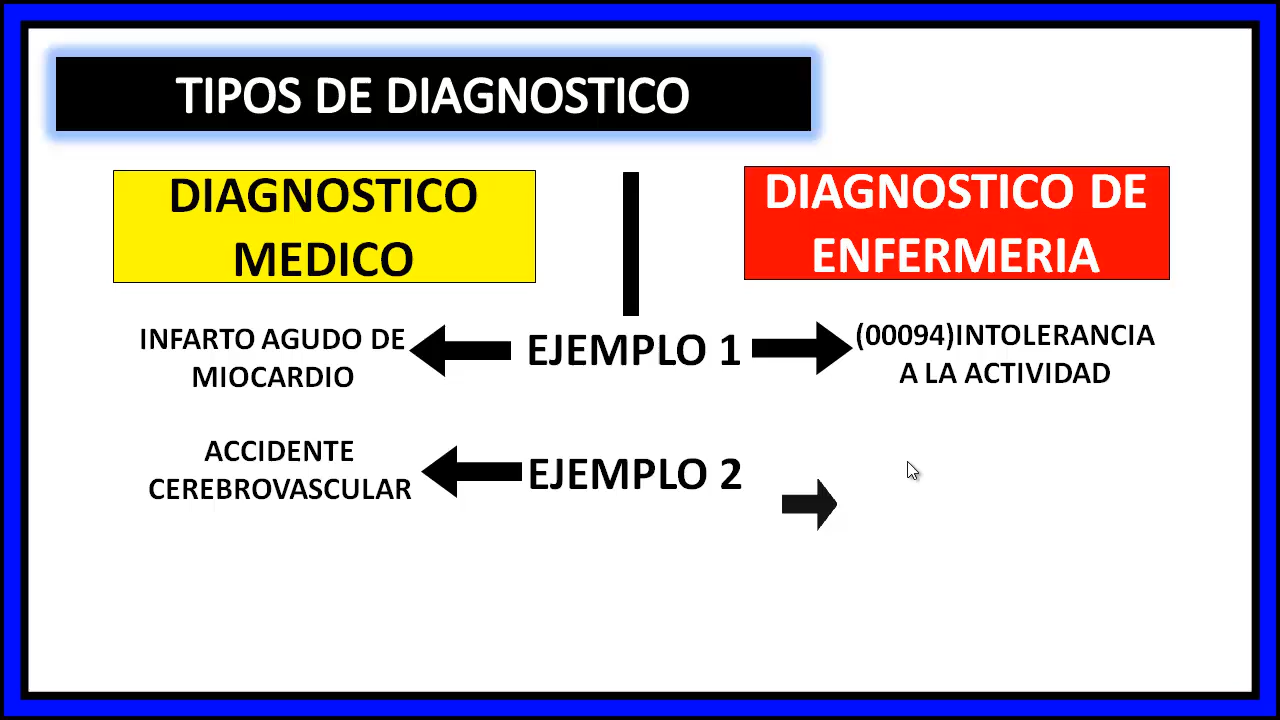 TIPOS DE DIAGNOSTICO
DIAGNOSTICO
MEDICO
DIAGNOSTICO DE
ENFERMERIA
INFARTO AGUDO DE
MIOCARDIO
EJEMPLO 1
(00094)INTOLERANCIA
A LA ACTIVIDAD
ACCIDENTE
CEREBROVASCULAR
EJEMPLO 2